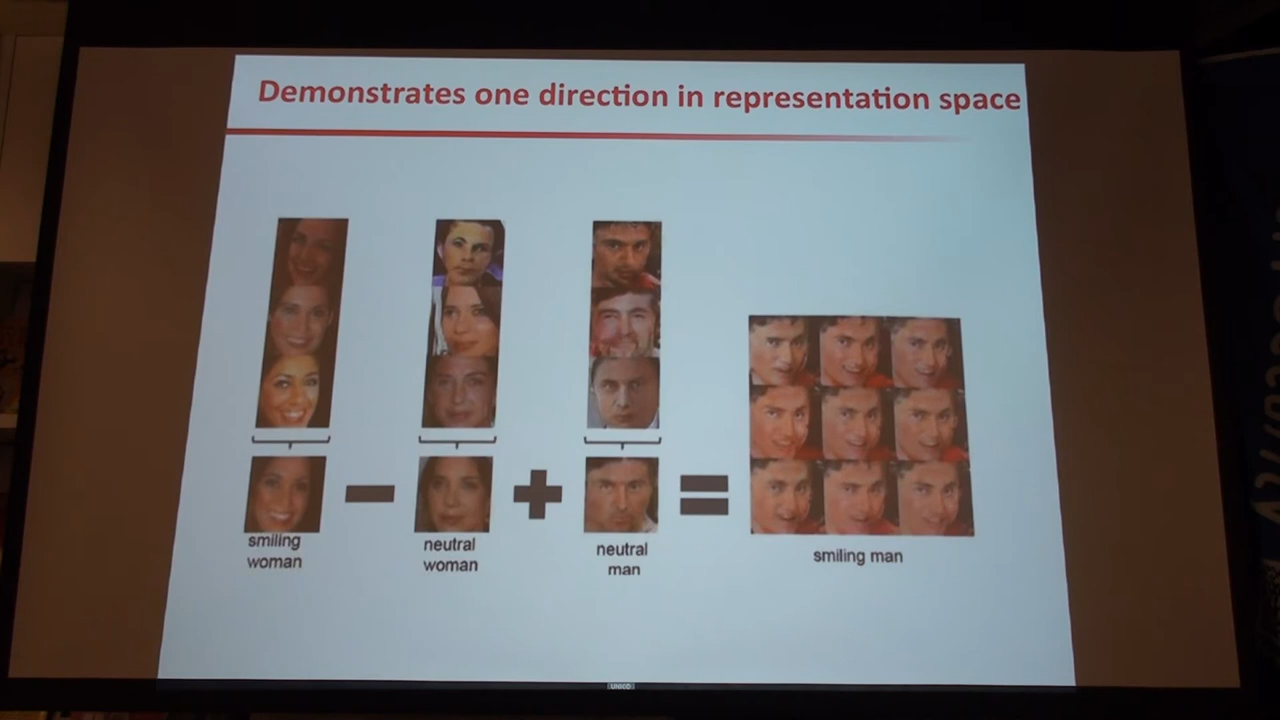 Demonstrates one direction in representation space
smiling
woman
neutral
woman
neutral
man
smiling man